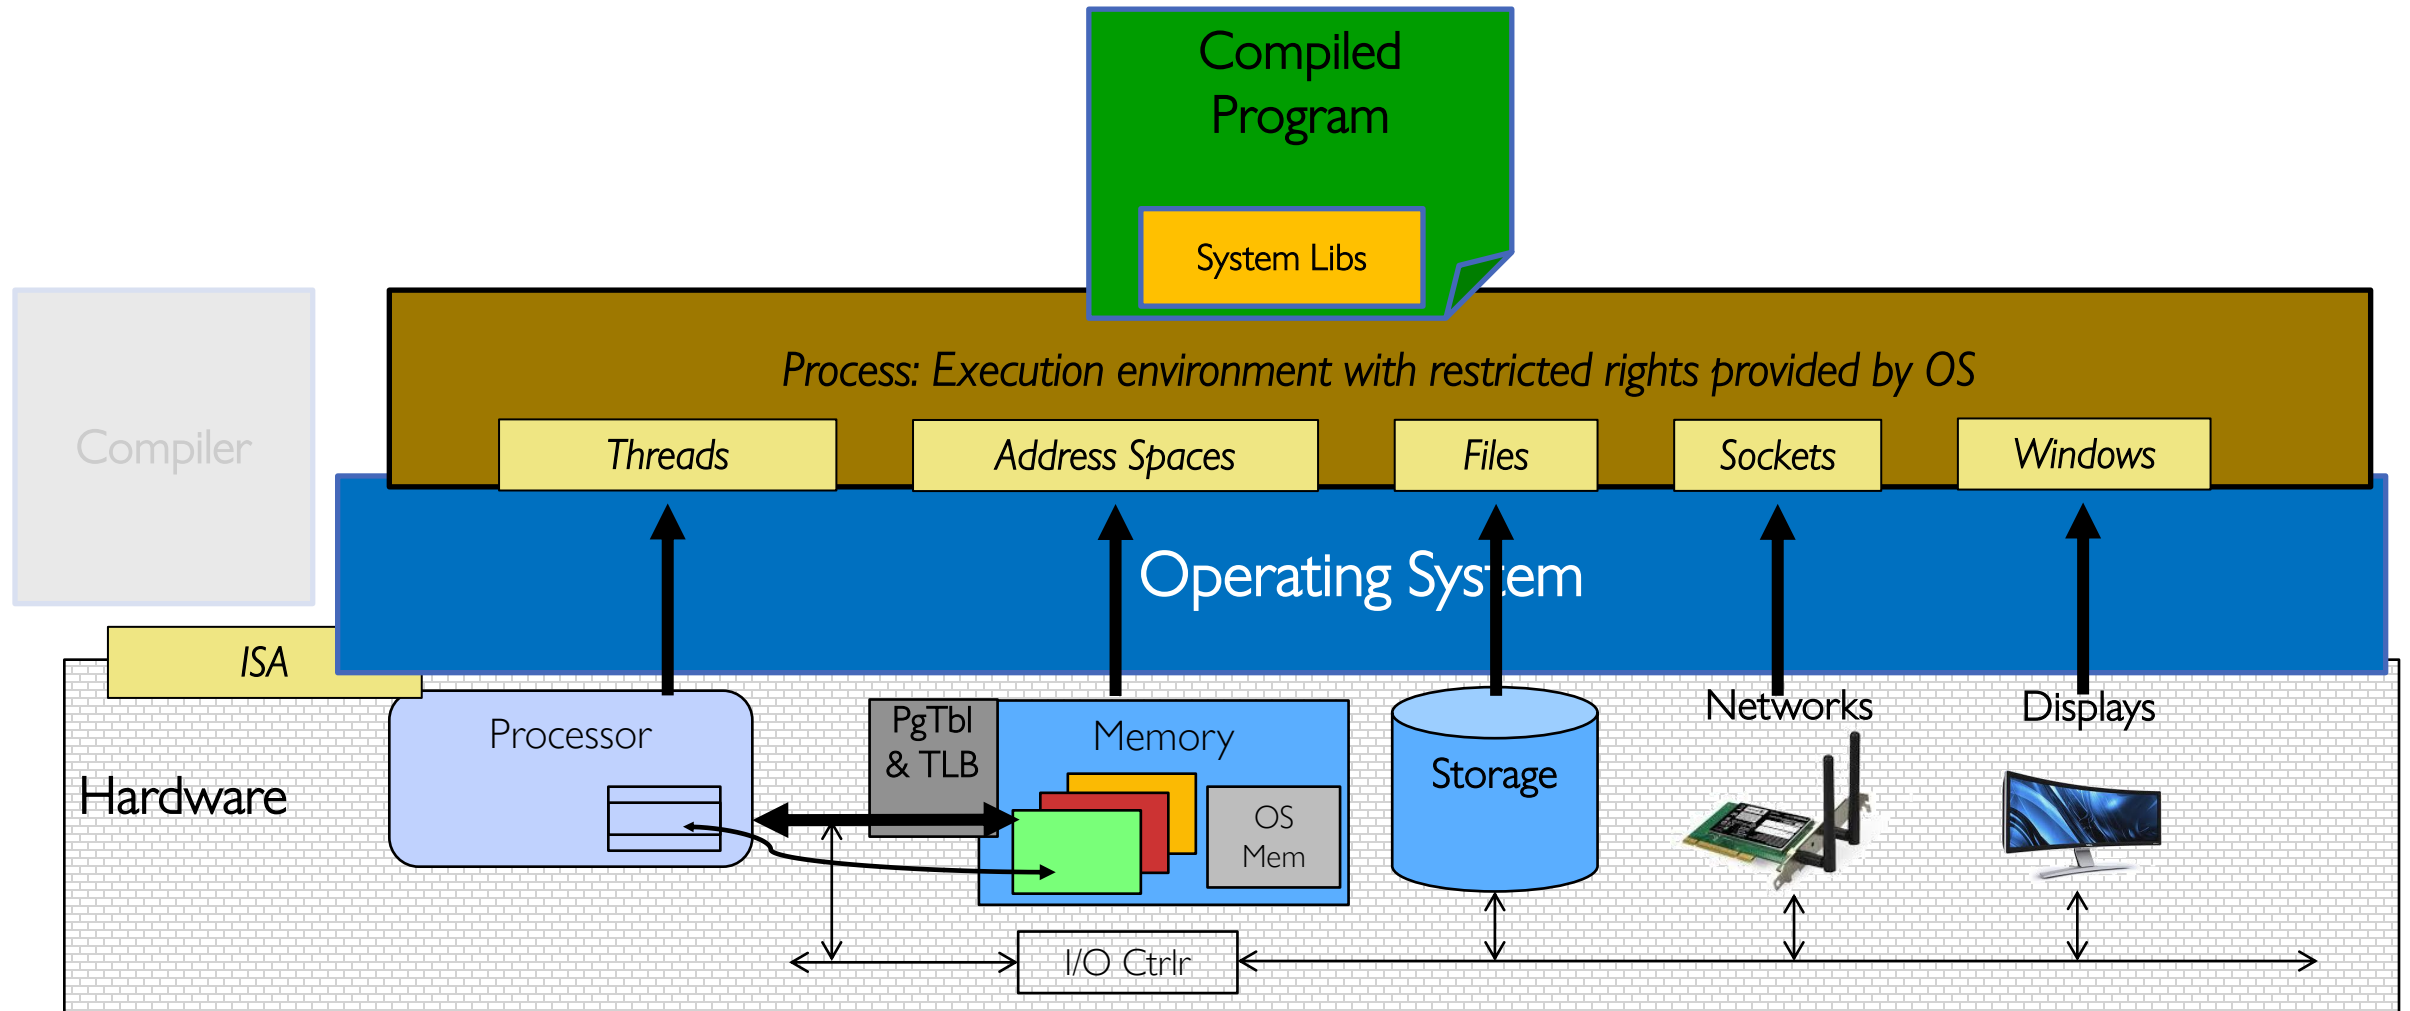 Compiled
Program
System Libs
Process: Execution environment with restricted rights provided by OS
Compiler
Threads
Address Spaces
Files
Sockets
Windows
Operating System
ISA
Processor
PgTbl
& TLB
Memory
Storage
Networks
Displays
Hardware
OS
Mem
I/O Ctrlr